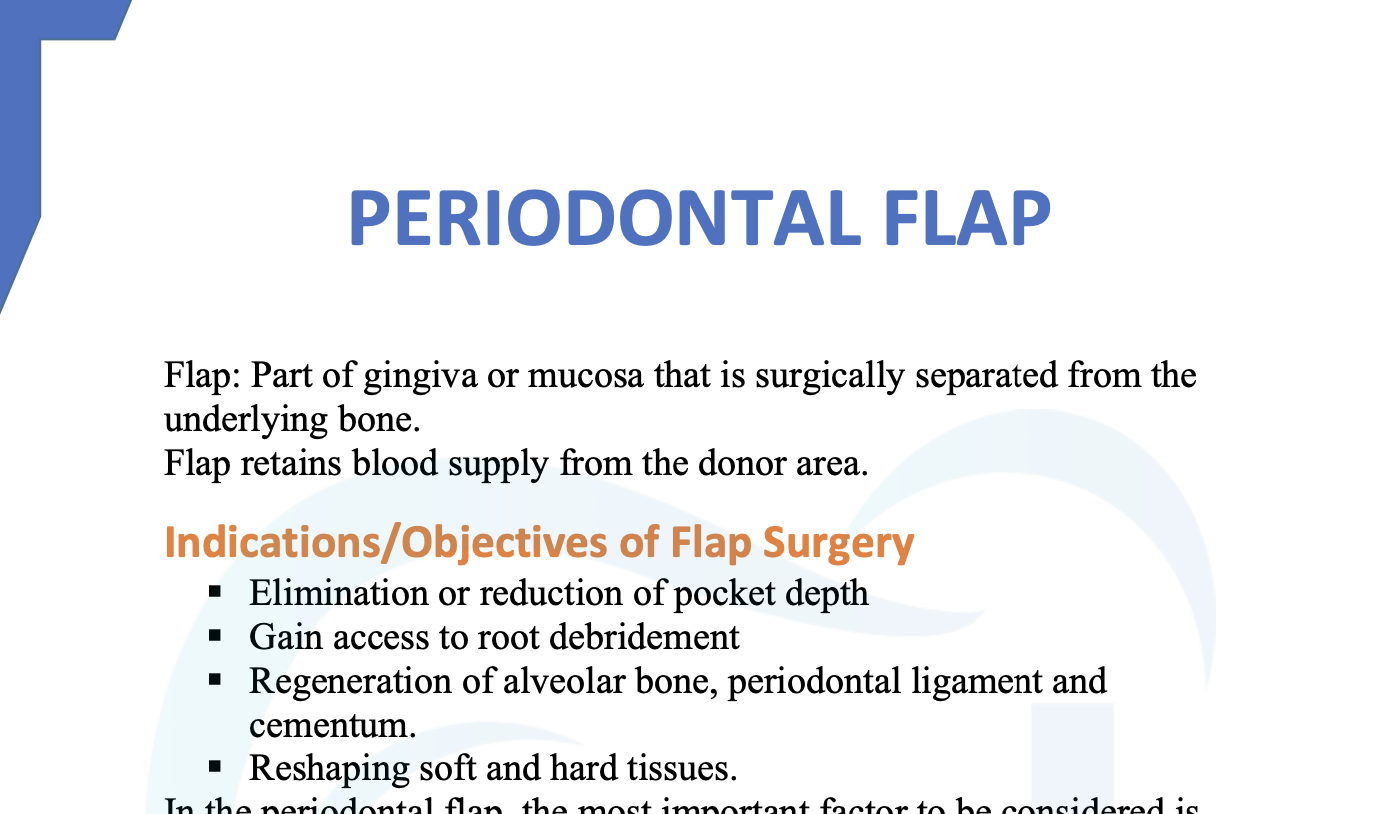 PERIODONTAL FLAP
Flap: Part of gingiva or mucosa that is surgically separated from the
underlying bone.
Flap retains blood supply from the donor area.
Indications/Objectives of Flap Surgery
▪ Elimination or reduction of pocket depth
▪ Gain access to root debridement
▪ Regeneration of alveolar bone, periodontal ligament and
cementum.
▪ Reshaping soft and hard tissues.
In the periodontal flap, the most important factor to be considered is